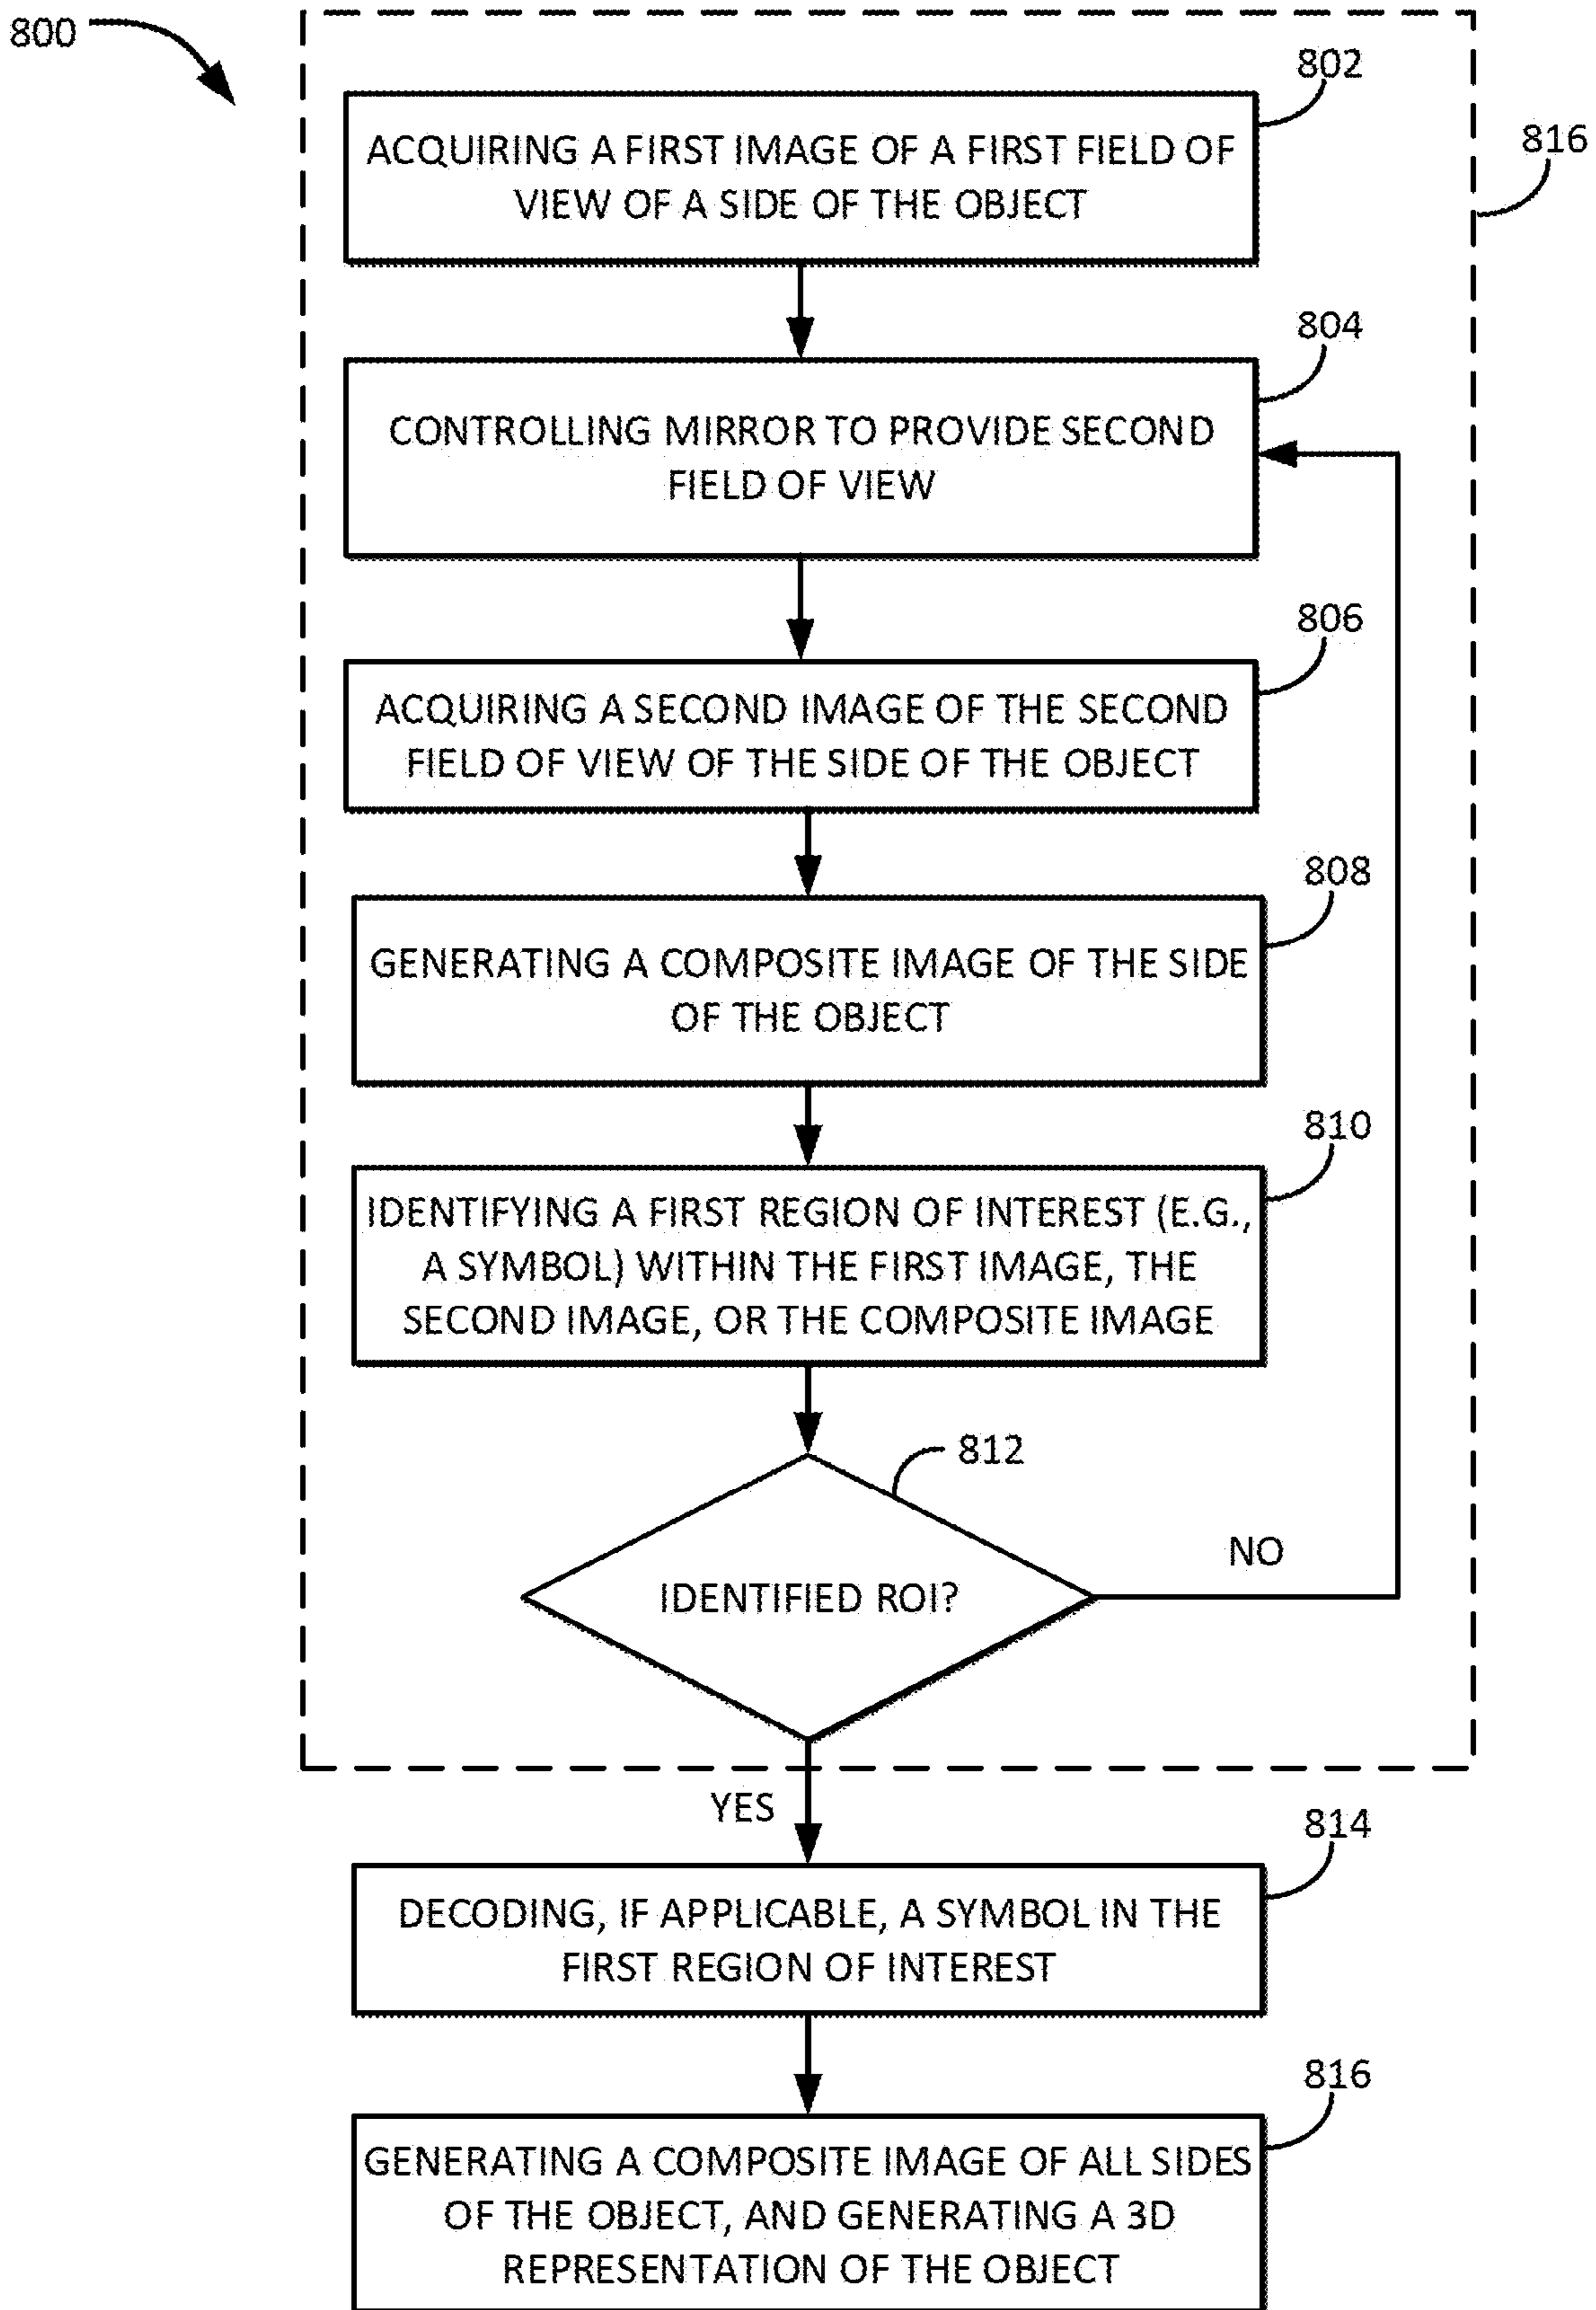 800
802
816
ACQUIRING A FIRST IMAGE OF A FIRST FIELD OF
VIEW OF A SIDE OF THE OBJECT
804
CONTROLLING MIRROR TO PROVIDE SECOND
FIELD OF VIEW
806
ACQUIRING A SECOND IMAGE OF THE SECOND
FIELD OF VIEW OF THE SIDE OF THE OBJECT
808
GENERATING A COMPOSITE IMAGE OF THE SIDE
OF THE OBJECT
810
IDENTIFYING A FIRST REGION OF INTEREST (E.G.,
A SYMBOL) WITHIN THE FIRST IMAGE, THE
SECOND IMAGE, OR THE COMPOSITE IMAGE
812
NO
IDENTIFIED ROI?
YES
814
DECODING, IF APPLICABLE, A SYMBOL IN THE
FIRST REGION OF INTEREST
816
GENERATING A COMPOSITE IMAGE OF ALL SIDES
OF THE OBJECT, AND GENERATING A 3D
REPRESENTATION OF THE OBJECT